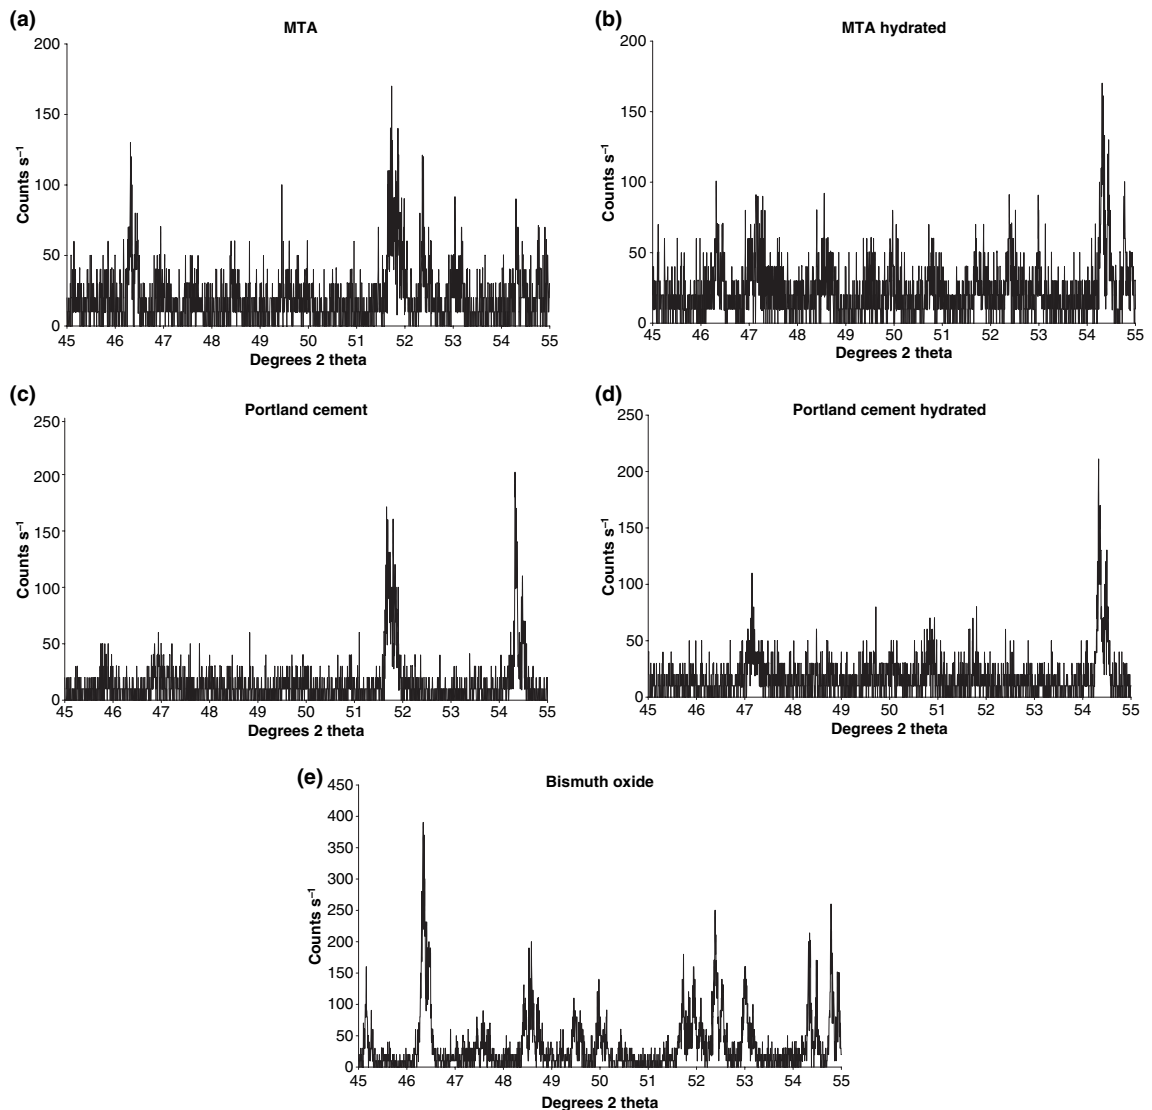 (a)
MTA
200
150
100
50
0
Counts s⁻¹
45 46 47 48 49 50 51 52 53 54 55
Degrees 2 theta
(b)
MTA hydrated
200
150
100
50
0
Counts s⁻¹
45 46 47 48 49 50 51 52 53 54 55
Degrees 2 theta
(c)
Portland cement
250
200
150
100
50
0
Counts s⁻¹
45 46 47 48 49 50 51 52 53 54 55
Degrees 2 theta
(d)
Portland cement hydrated
250
200
150
100
50
0
Counts s⁻¹
45 46 47 48 49 50 51 52 53 54 55
Degrees 2 theta
(e)
Bismuth oxide
450
400
350
300
250
200
150
100
50
0
Counts s⁻¹
45 46 47 48 49 50 51 52 53 54 55
Degrees 2 theta